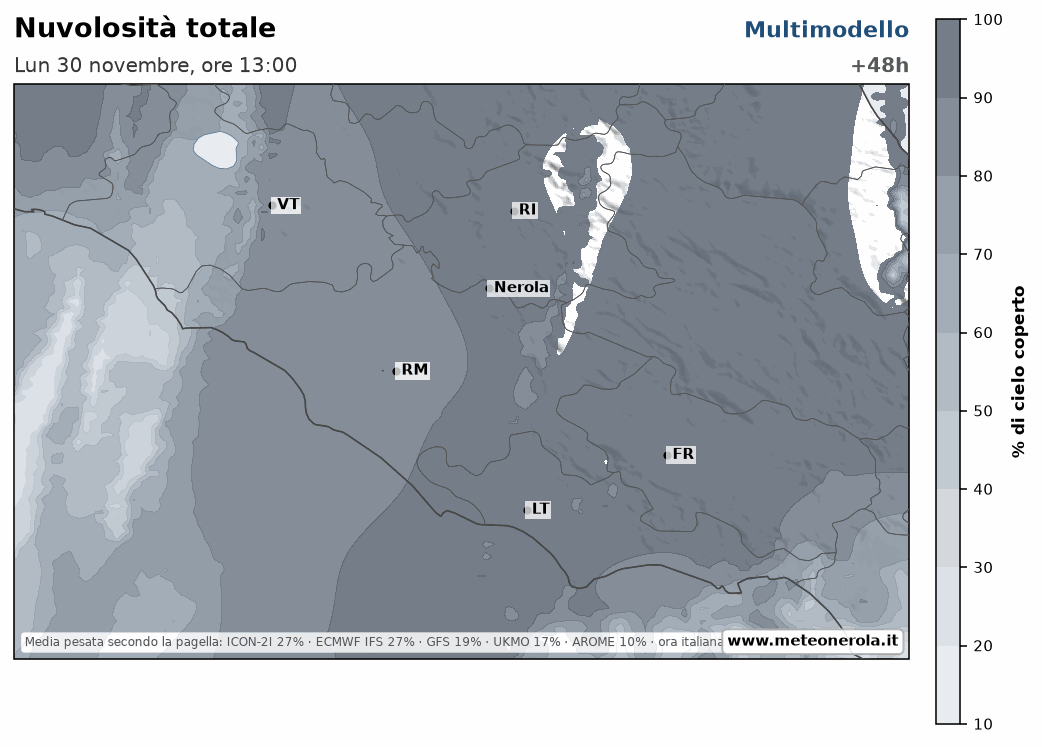 Nuvolosità totale
Multimodello
Lun 30 novembre, ore 13:00
+48h
100
90
80
70
60
50
40
30
20
10
% di cielo coperto
VT
RI
Nerola
RM
FR
LT
Media pesata secondo la pagella: ICON-2I 27% · ECMWF IFS 27% · GFS 19% · UKMO 17% · AROME 10% · ora italiana
www.meteonerola.it